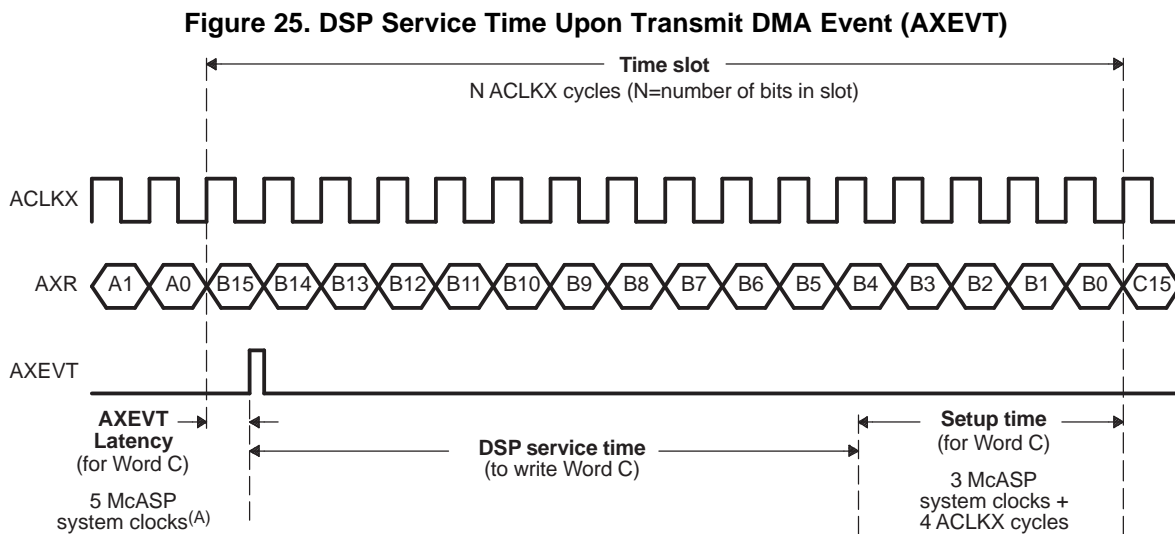 Figure 25. DSP Service Time Upon Transmit DMA Event (AXEVT)
Time slot
N ACLKX cycles (N=number of bits in slot)
ACLKX
AXR
A1 A0 B15 B14 B13 B12 B11 B10 B9 B8 B7 B6 B5 B4 B3 B2 B1 B0 C15
AXEVT
AXEVT
Latency
(for Word C)
5 McASP
system clocks(A)
DSP service time
(to write Word C)
Setup time
(for Word C)
3 McASP
system clocks +
4 ACLKX cycles